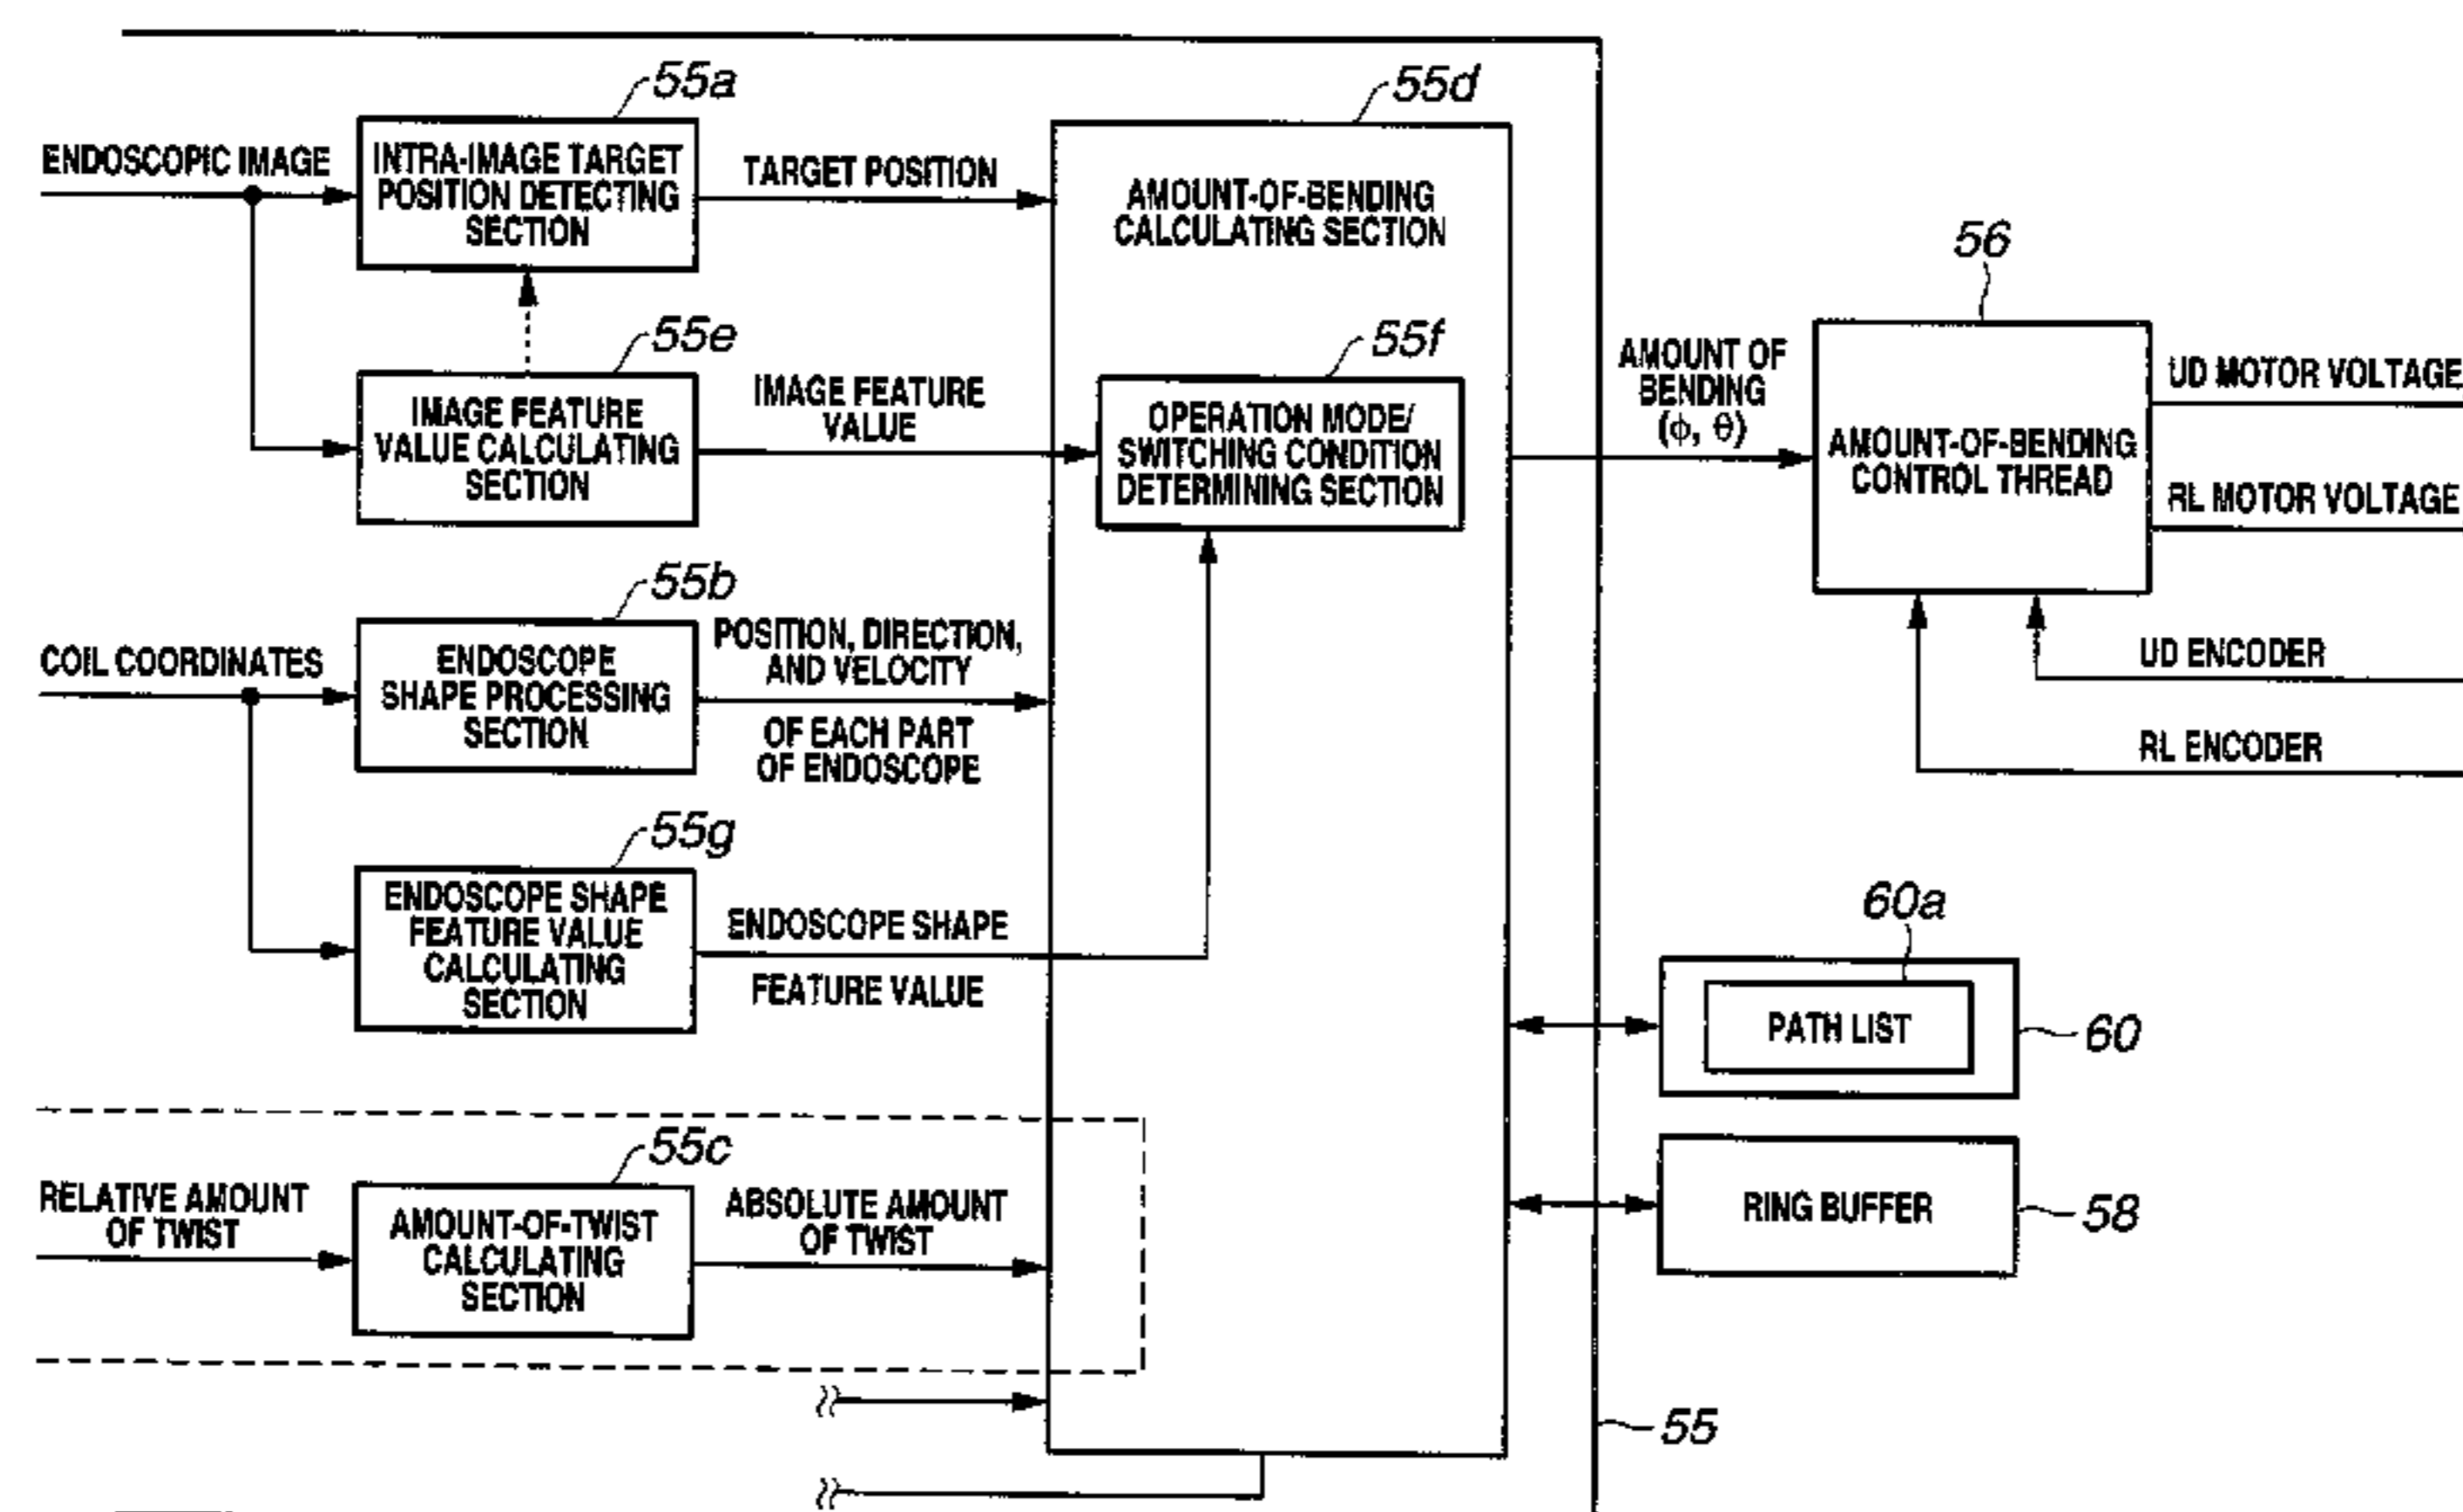 55a
55d
ENDOSCOPIC IMAGE
INTRA-IMAGE TARGET
POSITION DETECTING
SECTION
TARGET POSITION
AMOUNT-OF-BENDING
CALCULATING SECTION
55e
IMAGE FEATURE
VALUE CALCULATING
SECTION
IMAGE FEATURE
VALUE
55f
OPERATION MODE/
SWITCHING CONDITION
DETERMINING SECTION
AMOUNT OF
BENDING
(ϕ, θ)
56
AMOUNT-OF-BENDING
CONTROL THREAD
UD MOTOR VOLTAGE
RL MOTOR VOLTAGE
UD ENCODER
RL ENCODER
55b
COIL COORDINATES
ENDOSCOPE
SHAPE PROCESSING
SECTION
POSITION, DIRECTION,
AND VELOCITY
OF EACH PART
OF ENDOSCOPE
55g
ENDOSCOPE SHAPE
FEATURE VALUE
CALCULATING
SECTION
ENDOSCOPE SHAPE
FEATURE VALUE
60a
PATH LIST
60
55c
RELATIVE AMOUNT
OF TWIST
AMOUNT-OF-TWIST
CALCULATING
SECTION
ABSOLUTE AMOUNT
OF TWIST
RING BUFFER
58
55